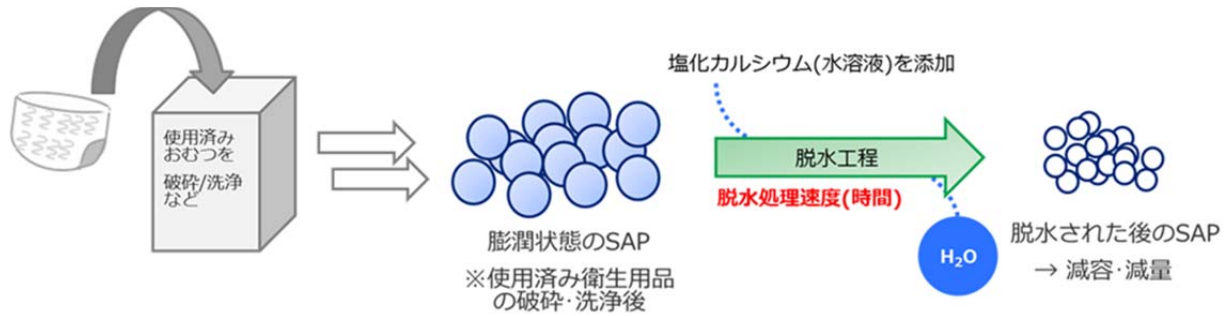 使用済み
おむつを
破砕/洗浄
など
膨潤状態のSAP
※使用済み衛生用品
の破砕･洗浄後
塩化カルシウム(水溶液)を添加
脱水工程
脱水処理速度(時間)
H₂O
脱水された後のSAP
→ 減容･減量